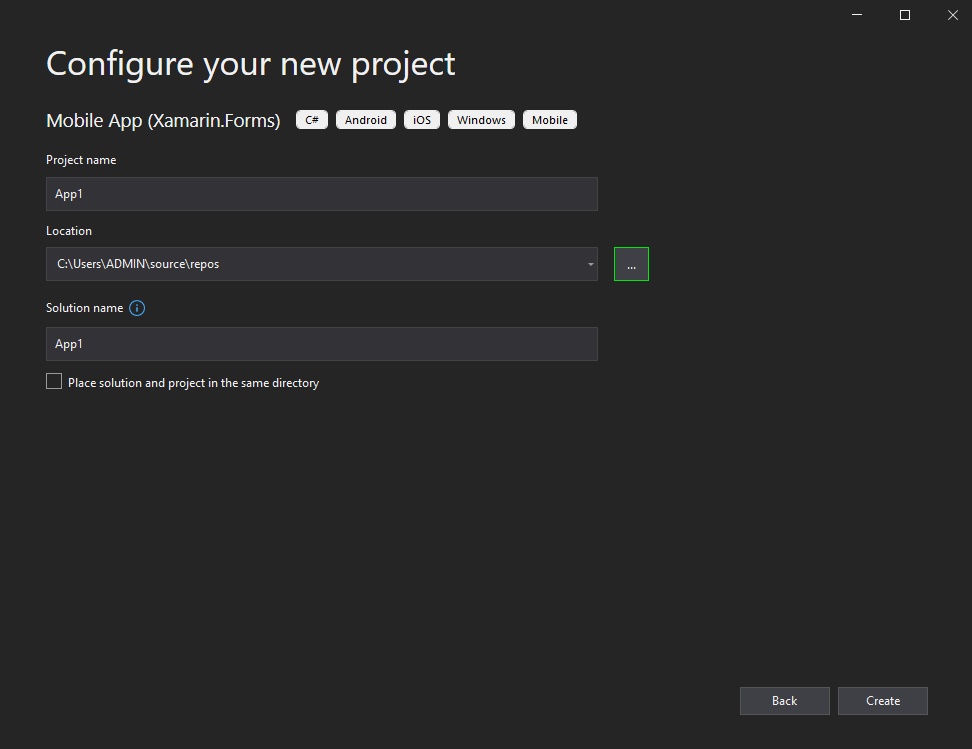 Configure your new project
Mobile App (Xamarin.Forms) C# Android iOS Windows Mobile
Project name
App1
Location
C:\Users\ADMIN\source\repos
...
Solution name
App1
Place solution and project in the same directory
Back Create